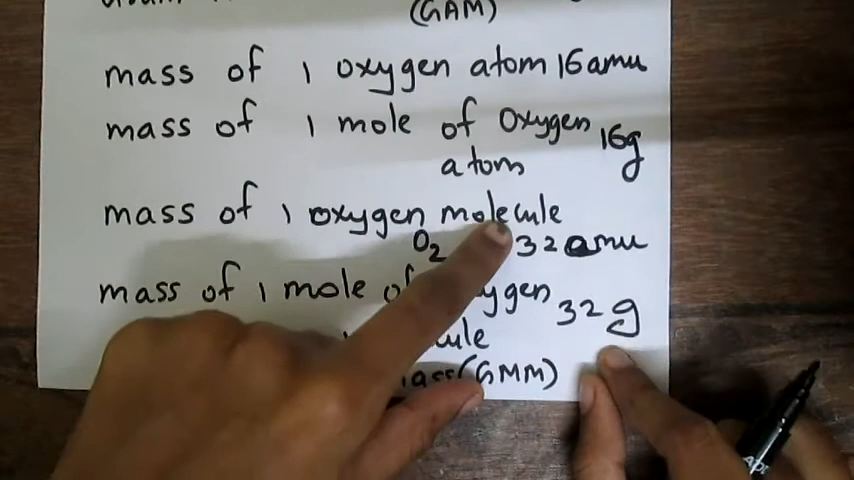 (GAM)
mass of 1 oxygen atom 16amu
mass of 1 mole of Oxygen 16g
atom
mass of 1 oxygen molecule
O2 32amu
mass of 1 mole of 32g
(GMM)